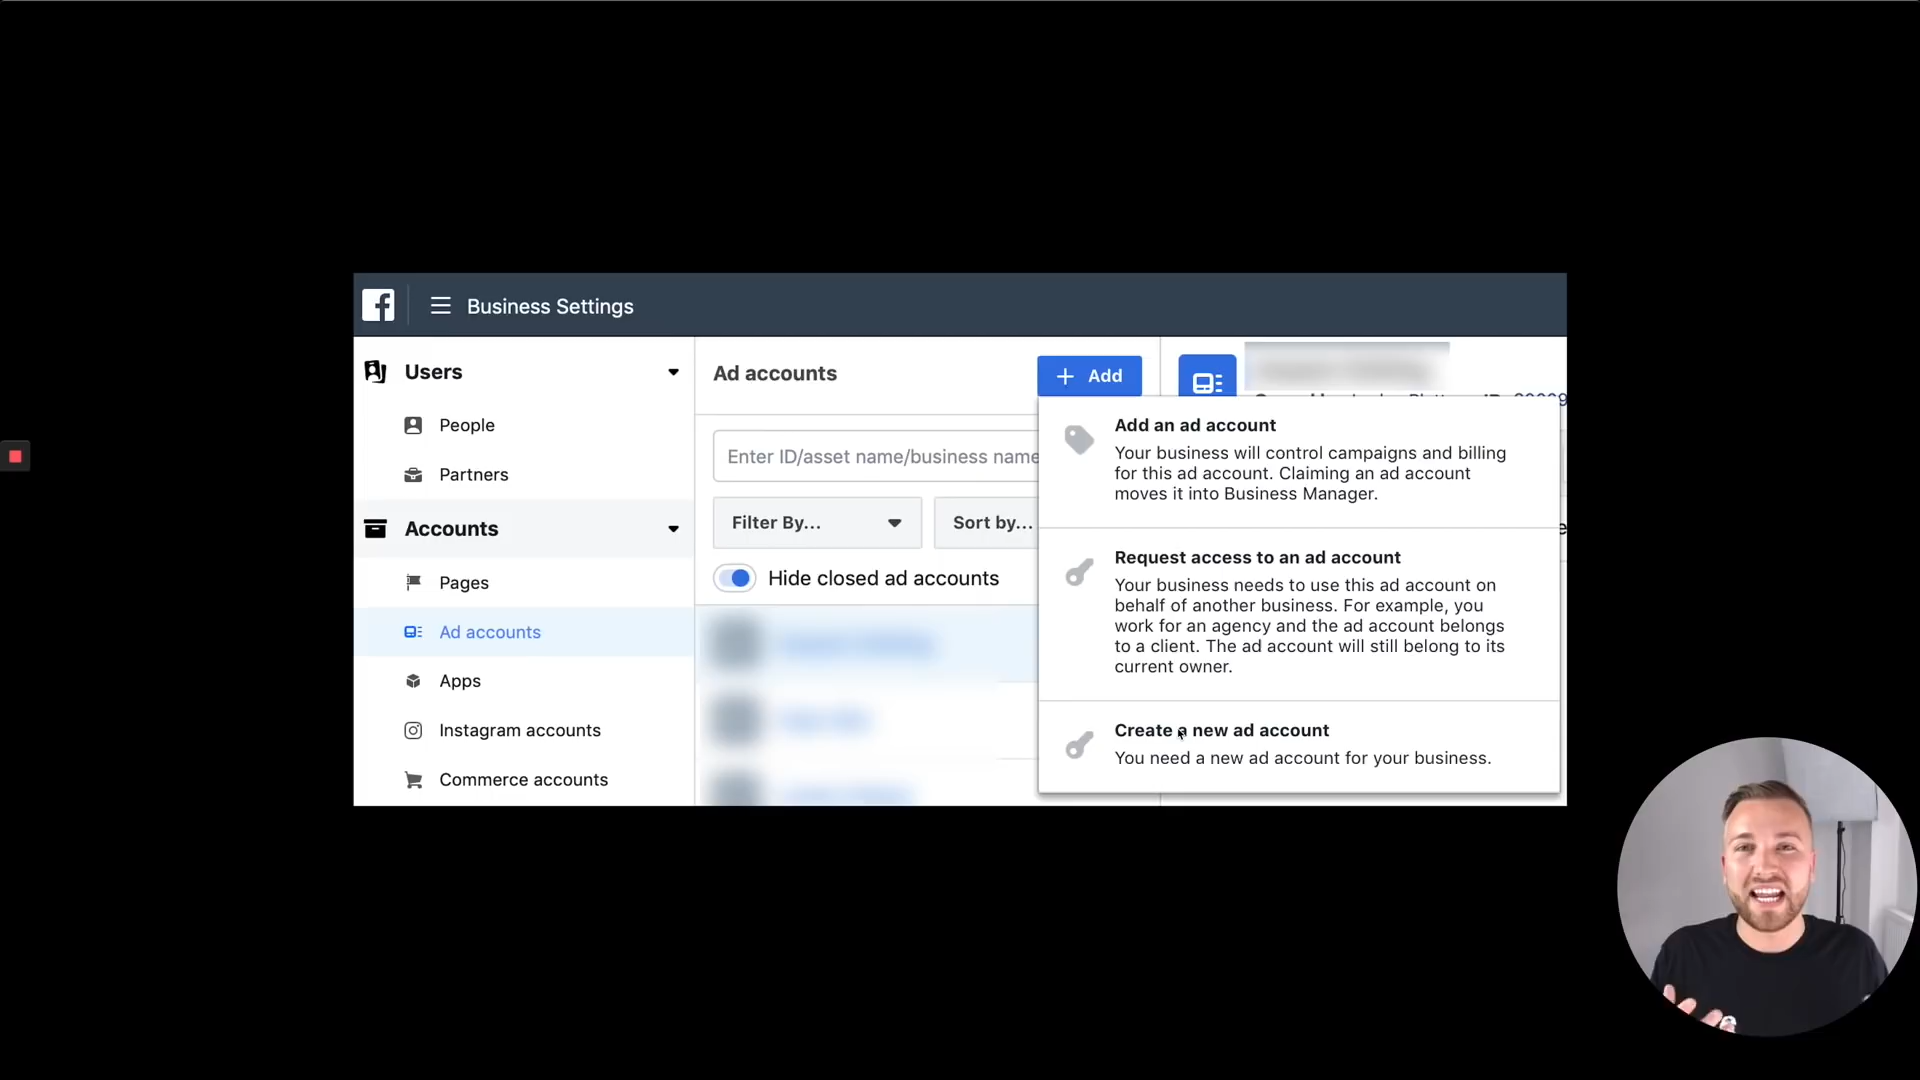 Business Settings
Users
People
Partners
Accounts
Pages
Ad accounts
Apps
Instagram accounts
Commerce accounts
Ad accounts
+ Add
Enter ID/asset name/business name
Filter By...
Sort by...
Hide closed ad accounts
Add an ad account
Your business will control campaigns and billing
for this ad account. Claiming an ad account
moves it into Business Manager.
Request access to an ad account
Your business needs to use this ad account on
behalf of another business. For example, you
work for an agency and the ad account belongs
to a client. The ad account will still belong to its
current owner.
Create a new ad account
You need a new ad account for your business.